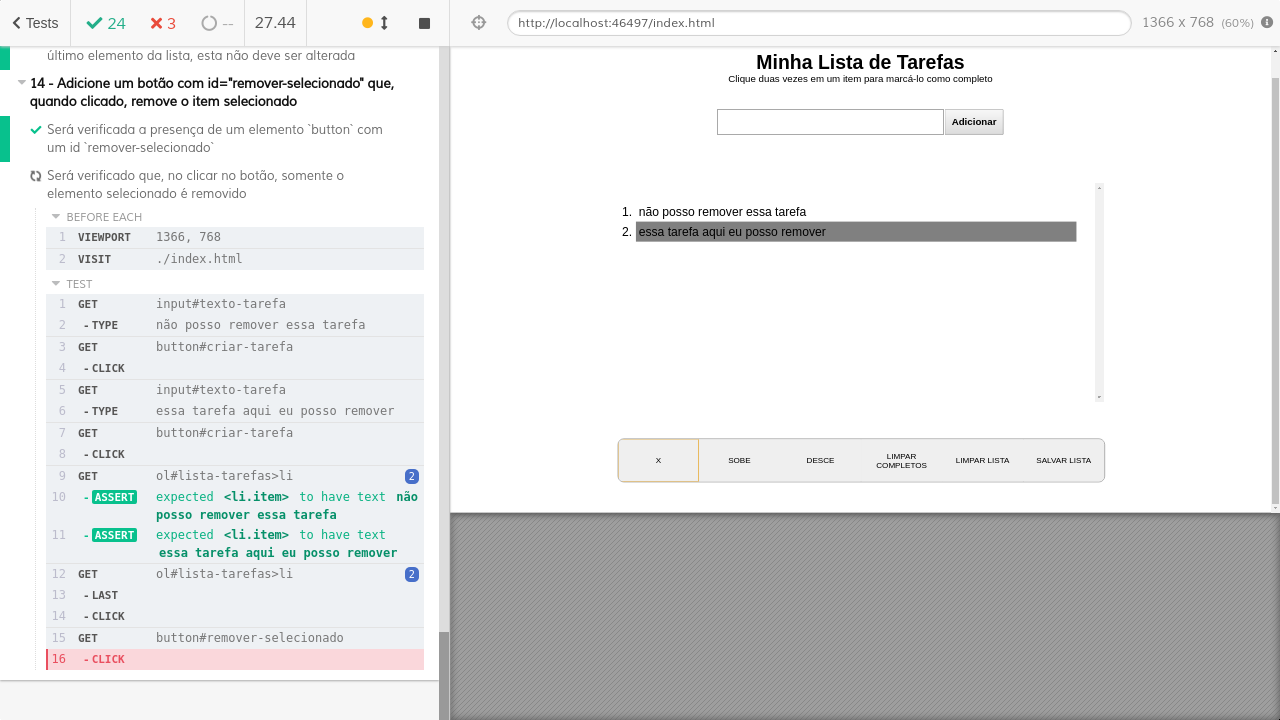 Tests
24
3
--
27.44
http://localhost:46497/index.html
1366 x 768 (60%)
último elemento da lista, esta não deve ser alterada
14 - Adicione um botão com id="remover-selecionado" que,
quando clicado, remove o item selecionado
Será verificada a presença de um elemento `button` com
um id `remover-selecionado`
Será verificado que, no clicar no botão, somente o
elemento selecionado é removido
BEFORE EACH
1 VIEWPORT 1366, 768
2 VISIT ./index.html
TEST
1 GET input#texto-tarefa
2 - TYPE não posso remover essa tarefa
3 GET button#criar-tarefa
4 - CLICK
5 GET input#texto-tarefa
6 - TYPE essa tarefa aqui eu posso remover
7 GET button#criar-tarefa
8 - CLICK
9 GET ol#lista-tarefas>li 2
10 - ASSERT expected <li.item> to have text não
posso remover essa tarefa
11 - ASSERT expected <li.item> to have text
essa tarefa aqui eu posso remover
12 GET ol#lista-tarefas>li 2
13 - LAST
14 - CLICK
15 GET button#remover-selecionado
16 - CLICK
Minha Lista de Tarefas
Clique duas vezes em um item para marcá-lo como completo
Adicionar
1. não posso remover essa tarefa
2. essa tarefa aqui eu posso remover
X
SOBE
DESCE
LIMPAR
COMPLETOS
LIMPAR LISTA
SALVAR LISTA